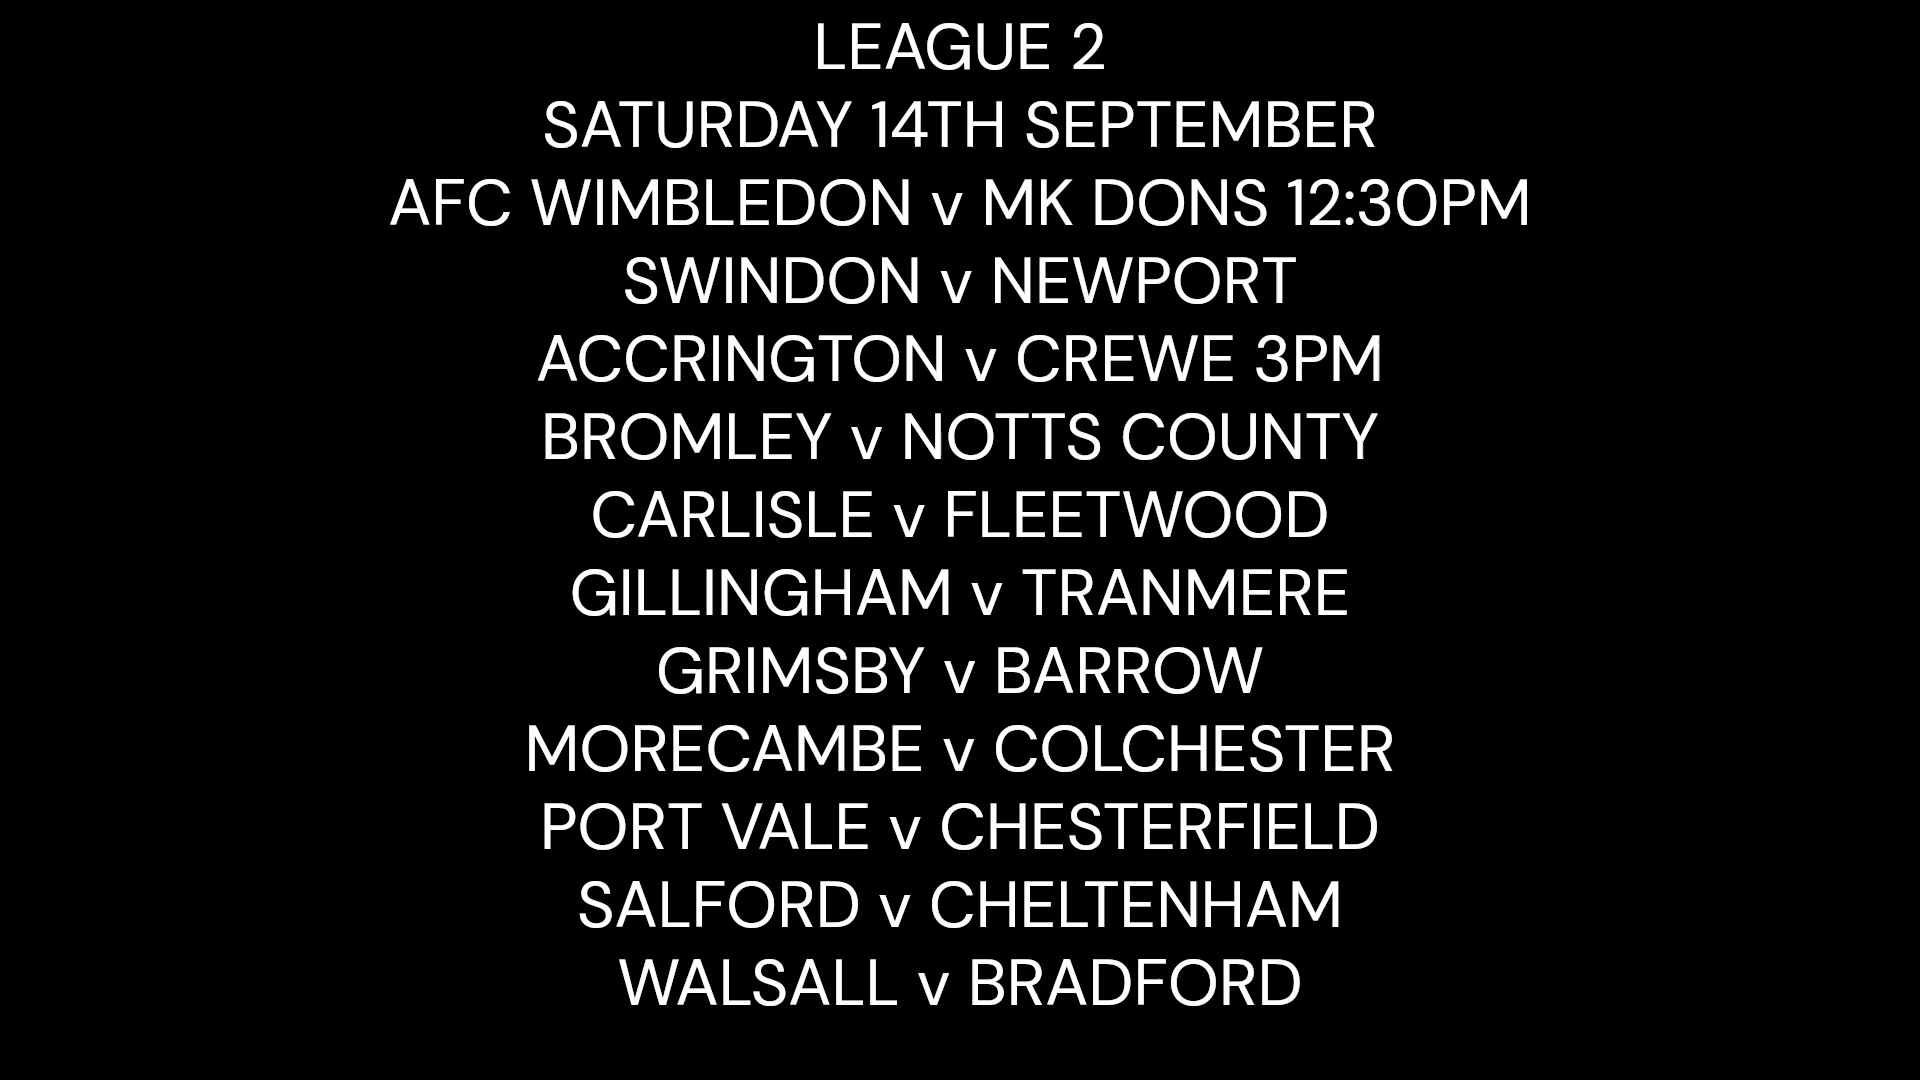 LEAGUE 2
SATURDAY 14TH SEPTEMBER
AFC WIMBLEDON v MK DONS 12:30PM
SWINDON v NEWPORT
ACCRINGTON v CREWE 3PM
BROMLEY v NOTTS COUNTY
CARLISLE v FLEETWOOD
GILLINGHAM v TRANMERE
GRIMSBY v BARROW
MORECAMBE v COLCHESTER
PORT VALE v CHESTERFIELD
SALFORD v CHELTENHAM
WALSALL v BRADFORD